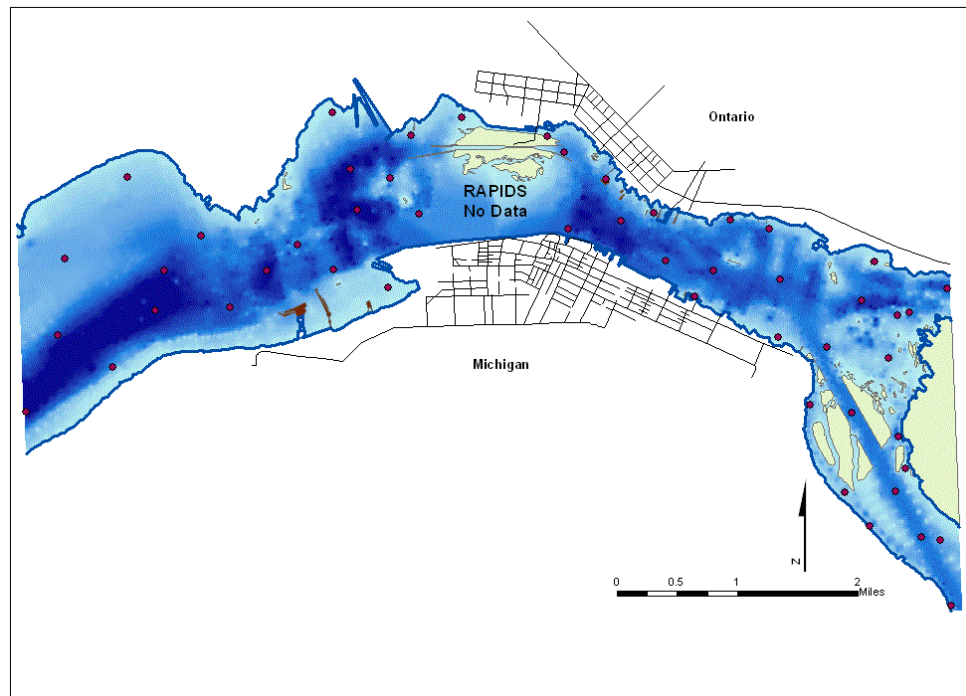 Ontario
RAPIDS
No Data
Michigan
N
0 0.5 1 2
Miles